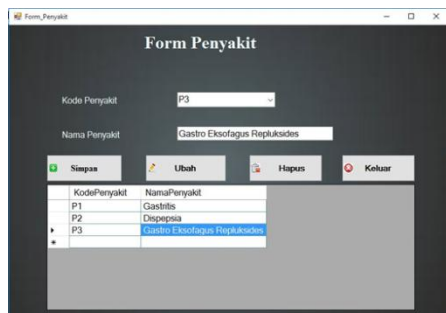 Form_Penyakit
Form Penyakit
Kode Penyakit P3
Nama Penyakit Gastro Eksofagus Repluksides
Simpan Ubah Hapus Keluar
KodePenyakit NamaPenyakit
P1 Gastritis
P2 Dispepsia
P3 Gastro Eksofagus Repluksides